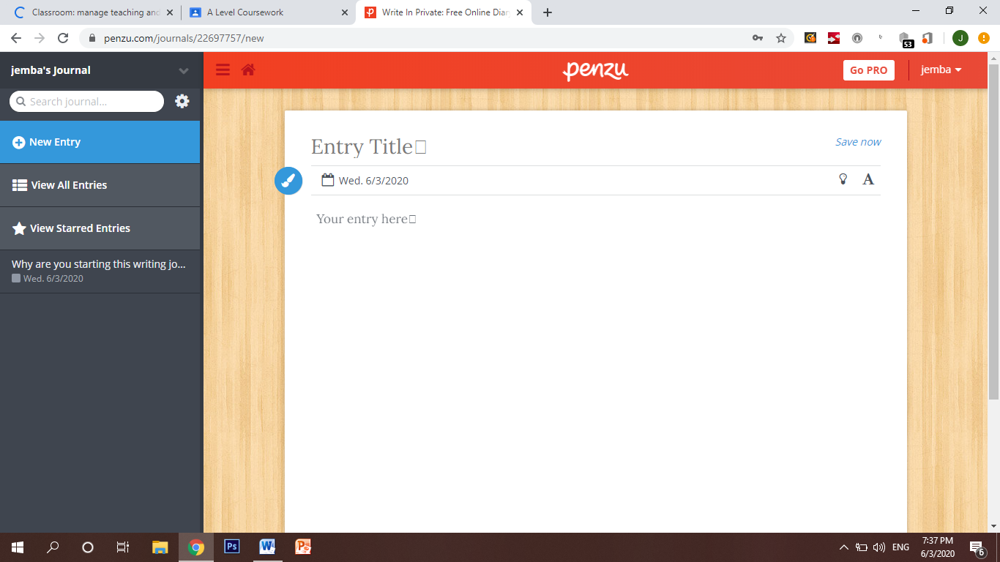 Classroom: manage teaching and
A Level Coursework
Write In Private: Free Online Diar
penzu.com/journals/22697757/new
53
J
jemba's Journal
penzu
Go PRO
jemba
Search journal...
New Entry
Entry Title
Save now
View All Entries
Wed. 6/3/2020
A
View Starred Entries
Your entry here
Why are you starting this writing jo...
Wed. 6/3/2020
Ps
W
P
ENG
7:37 PM
6/3/2020
6